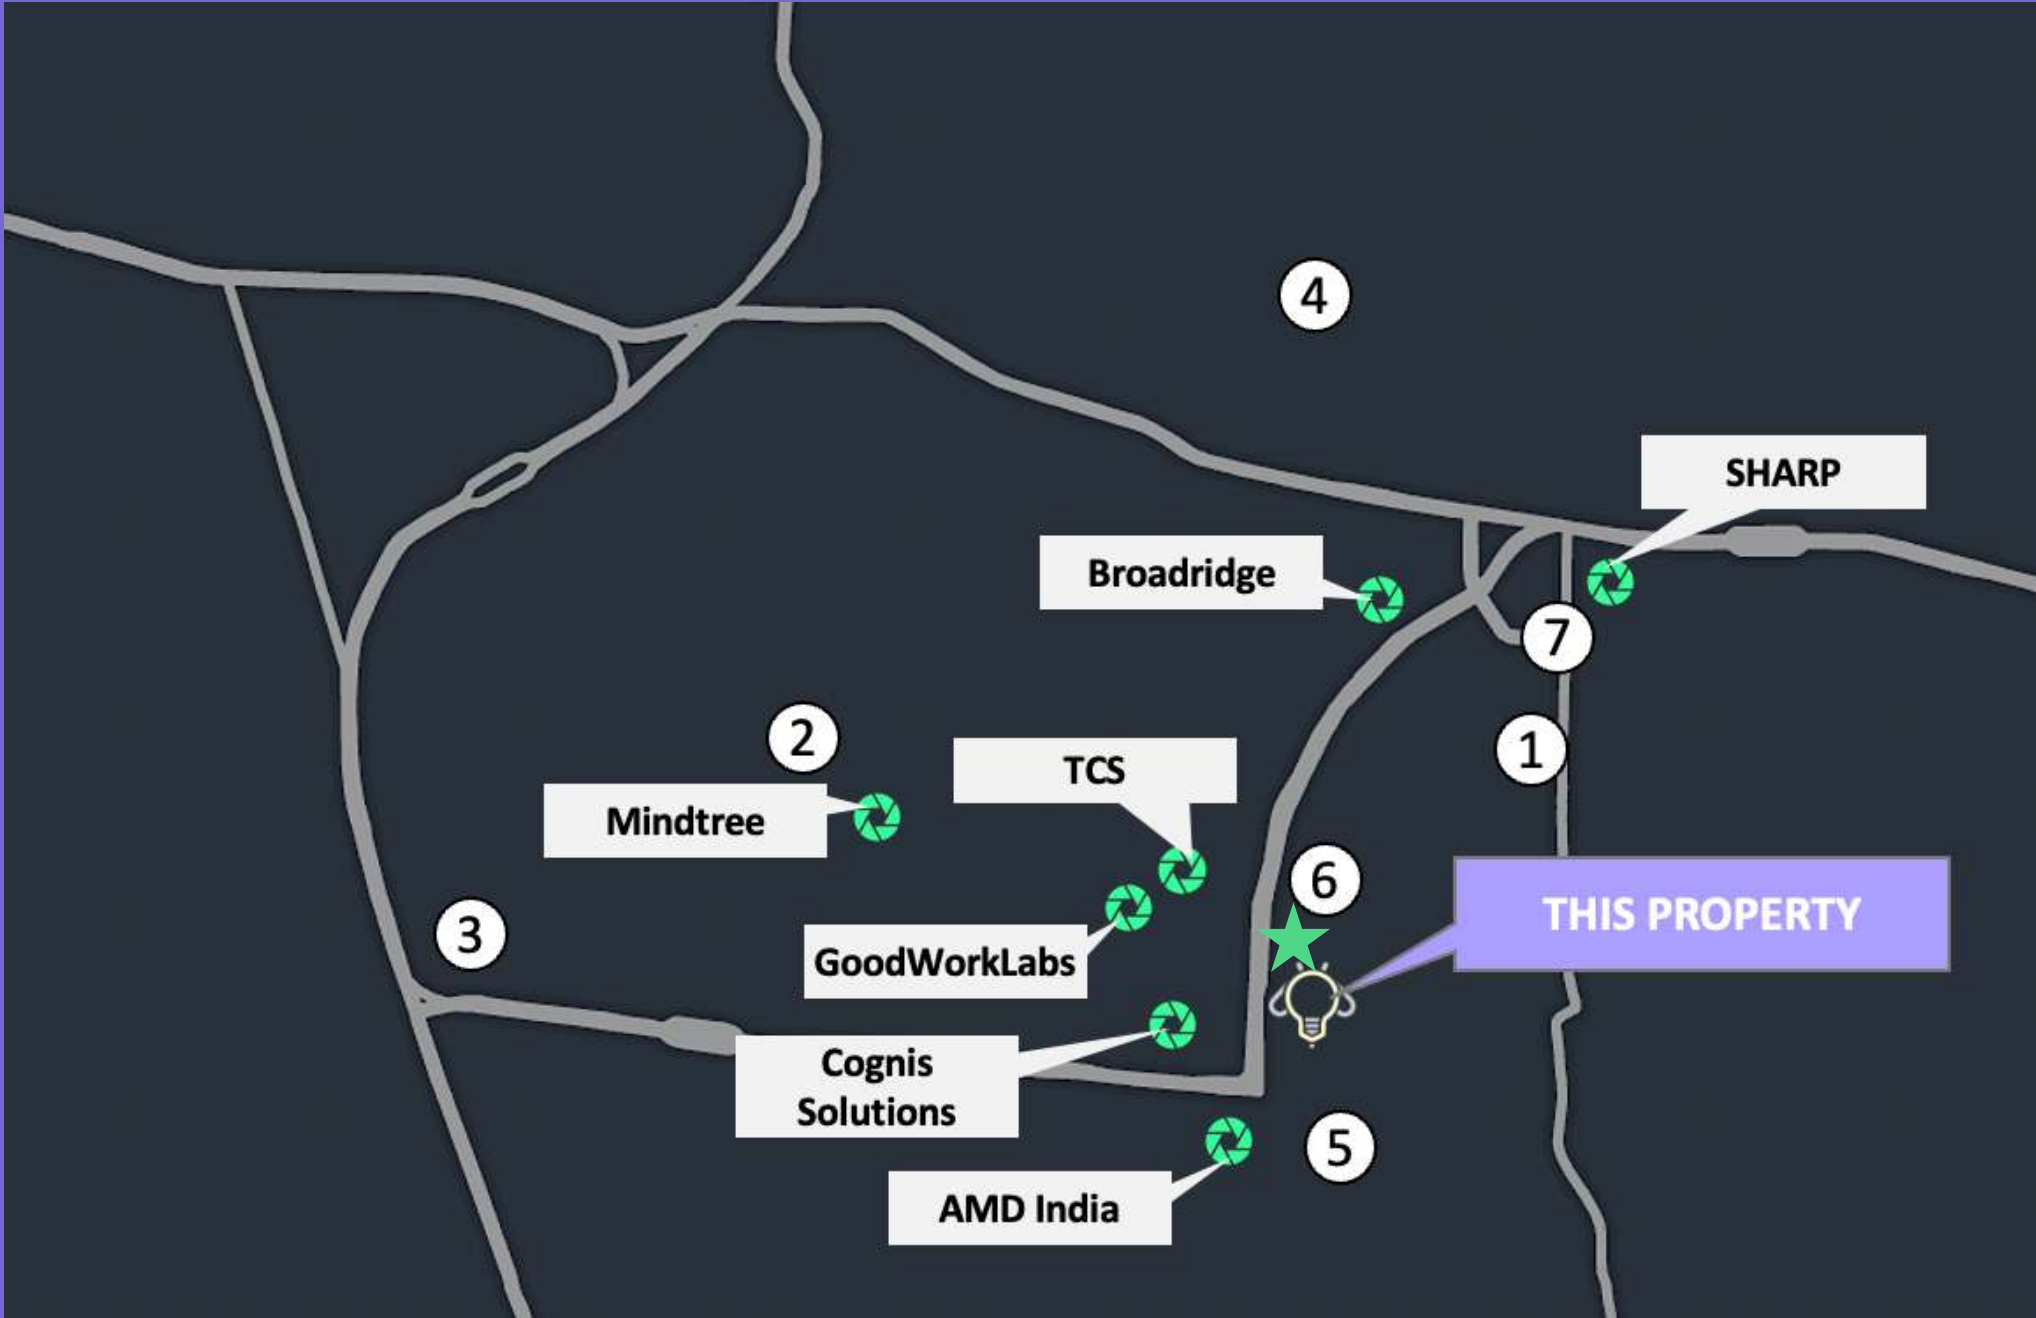 4
SHARP
Broadridge
7
2
TCS
1
Mindtree
6
THIS PROPERTY
3
GoodWorkLabs
Cognis
Solutions
5
AMD India